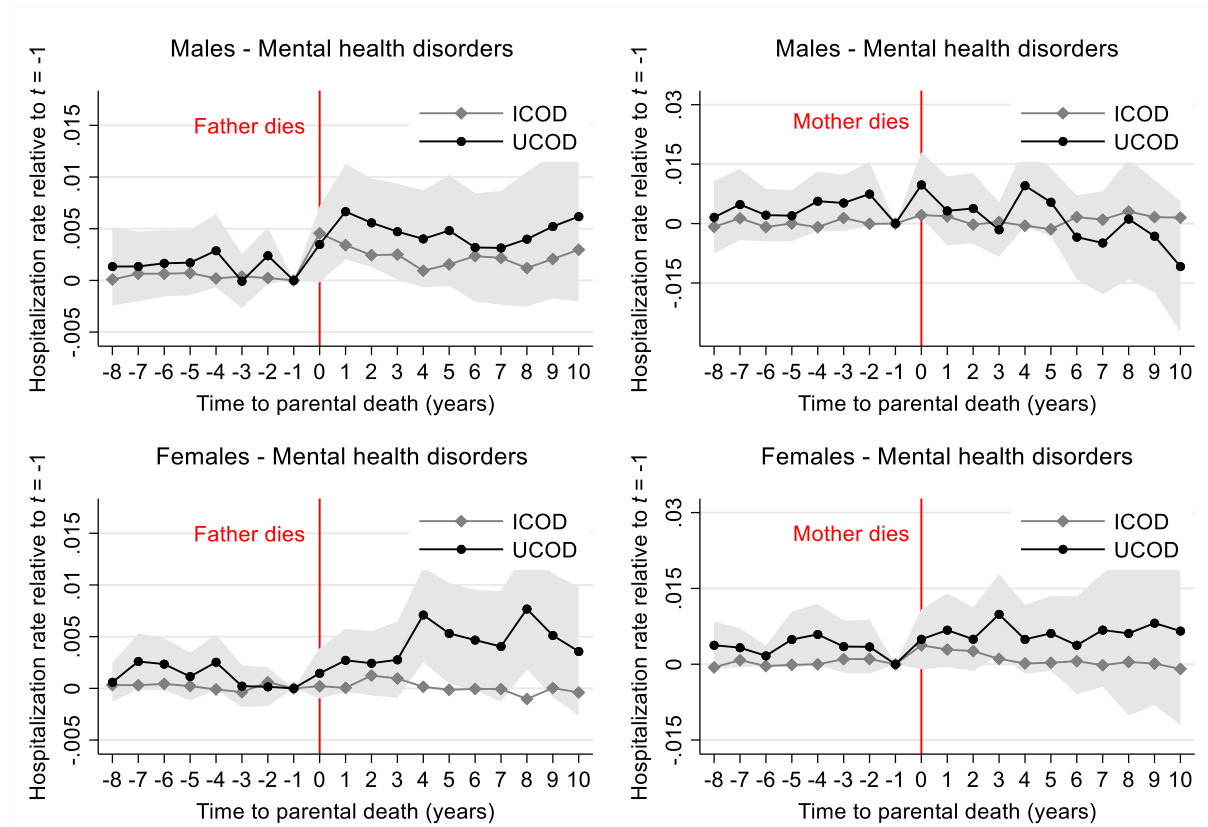 Males - Mental health disorders
Hospitalization rate relative to t = -1
.015
.01
.005
0
-.005
Father dies
ICOD
UCOD
-8 -7 -6 -5 -4 -3 -2 -1 0 1 2 3 4 5 6 7 8 9 10
Time to parental death (years)
Males - Mental health disorders
Hospitalization rate relative to t = -1
.03
.015
0
-.015
Mother dies
ICOD
UCOD
-8 -7 -6 -5 -4 -3 -2 -1 0 1 2 3 4 5 6 7 8 9 10
Time to parental death (years)
Females - Mental health disorders
Hospitalization rate relative to t = -1
.015
.01
.005
0
-.005
Father dies
ICOD
UCOD
-8 -7 -6 -5 -4 -3 -2 -1 0 1 2 3 4 5 6 7 8 9 10
Time to parental death (years)
Females - Mental health disorders
Hospitalization rate relative to t = -1
.03
.015
0
-.015
Mother dies
ICOD
UCOD
-8 -7 -6 -5 -4 -3 -2 -1 0 1 2 3 4 5 6 7 8 9 10
Time to parental death (years)